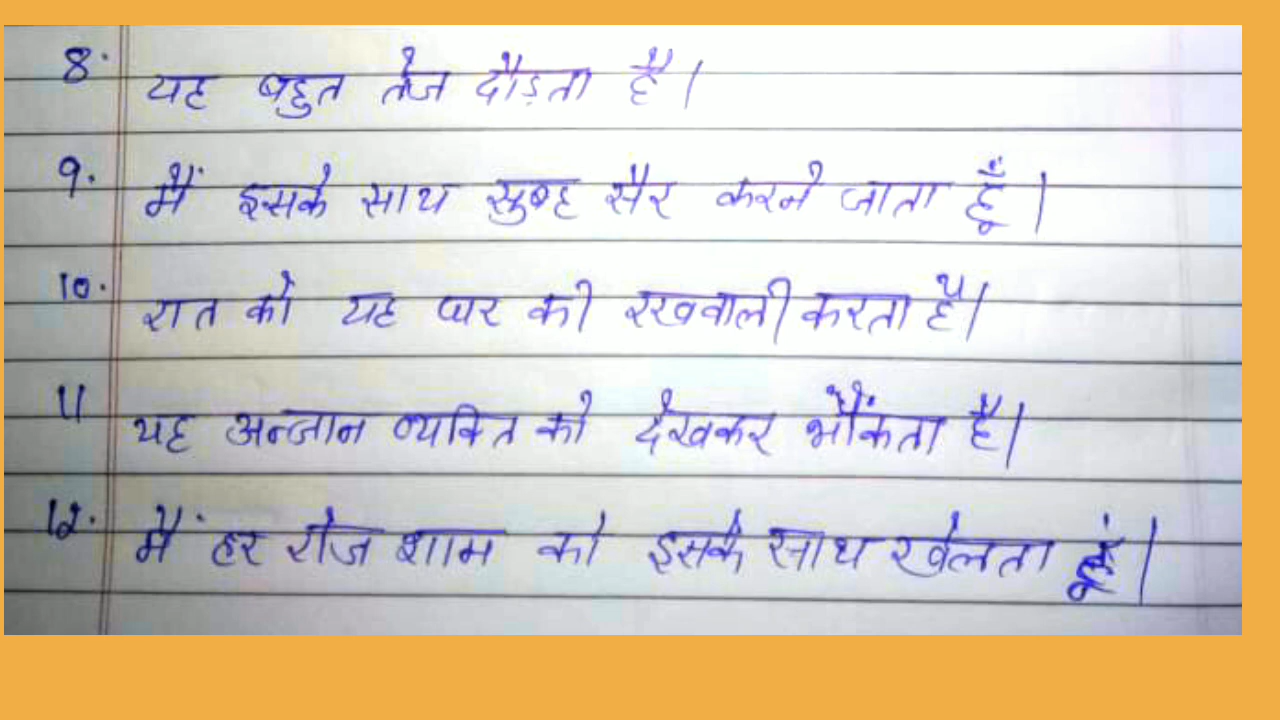 8. यह बहुत तेज दौड़ता है।
9. मैं इसके साथ सुबह सैर करने जाता हूँ।
10. रात को यह घर की रखवाली करता है।
11 यह अन्जान व्यक्ति को देखकर भौंकता है।
12. मैं हर रोज शाम को इसके साथ खेलता हूं।